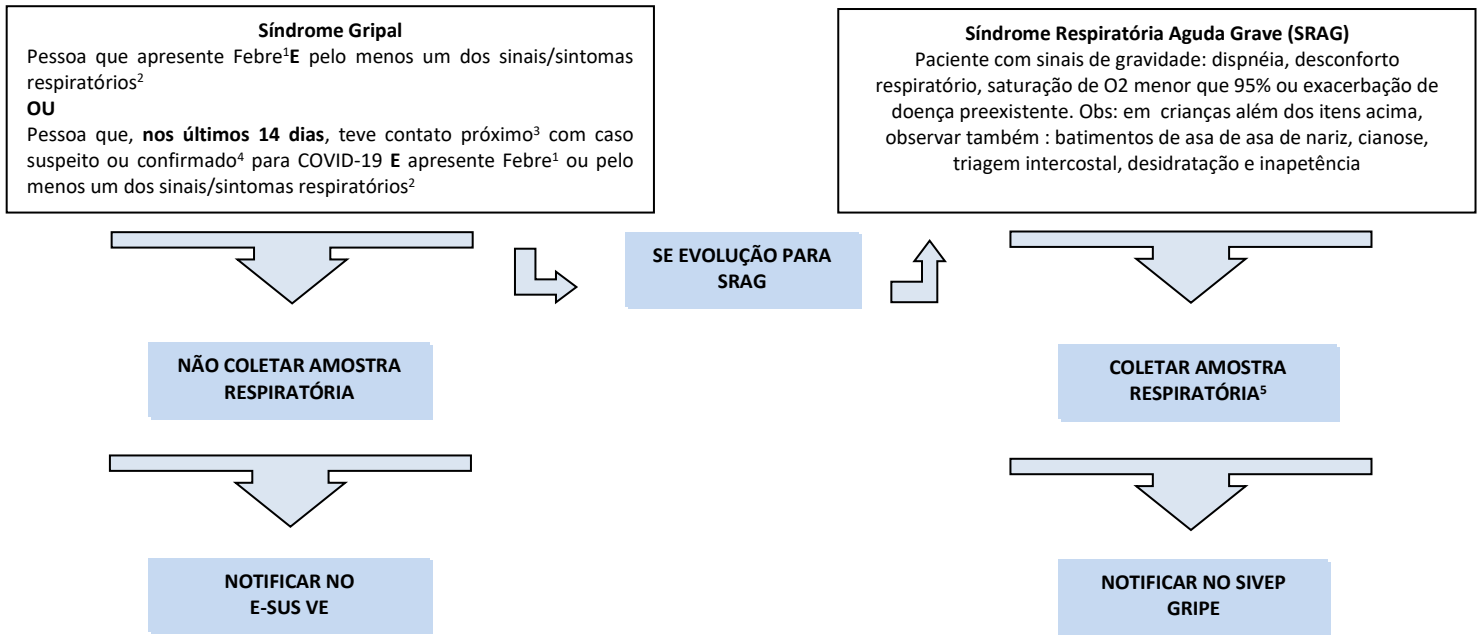 Síndrome Gripal
Pessoa que apresente Febre¹E pelo menos um dos sinais/sintomas
respiratórios²
OU
Pessoa que, nos últimos 14 dias, teve contato próximo³ com caso
suspeito ou confirmado⁴ para COVID-19 E apresente Febre¹ ou pelo
menos um dos sinais/sintomas respiratórios²
Síndrome Respiratória Aguda Grave (SRAG)
Paciente com sinais de gravidade: dispnéia, desconforto
respiratório, saturação de O2 menor que 95% ou exacerbação de
doença preexistente. Obs: em crianças além dos itens acima,
observar também : batimentos de asa de asa de nariz, cianose,
triagem intercostal, desidratação e inapetência
SE EVOLUÇÃO PARA
SRAG
NÃO COLETAR AMOSTRA
RESPIRATÓRIA
COLETAR AMOSTRA
RESPIRATÓRIA⁵
NOTIFICAR NO
E-SUS VE
NOTIFICAR NO SIVEP
GRIPE